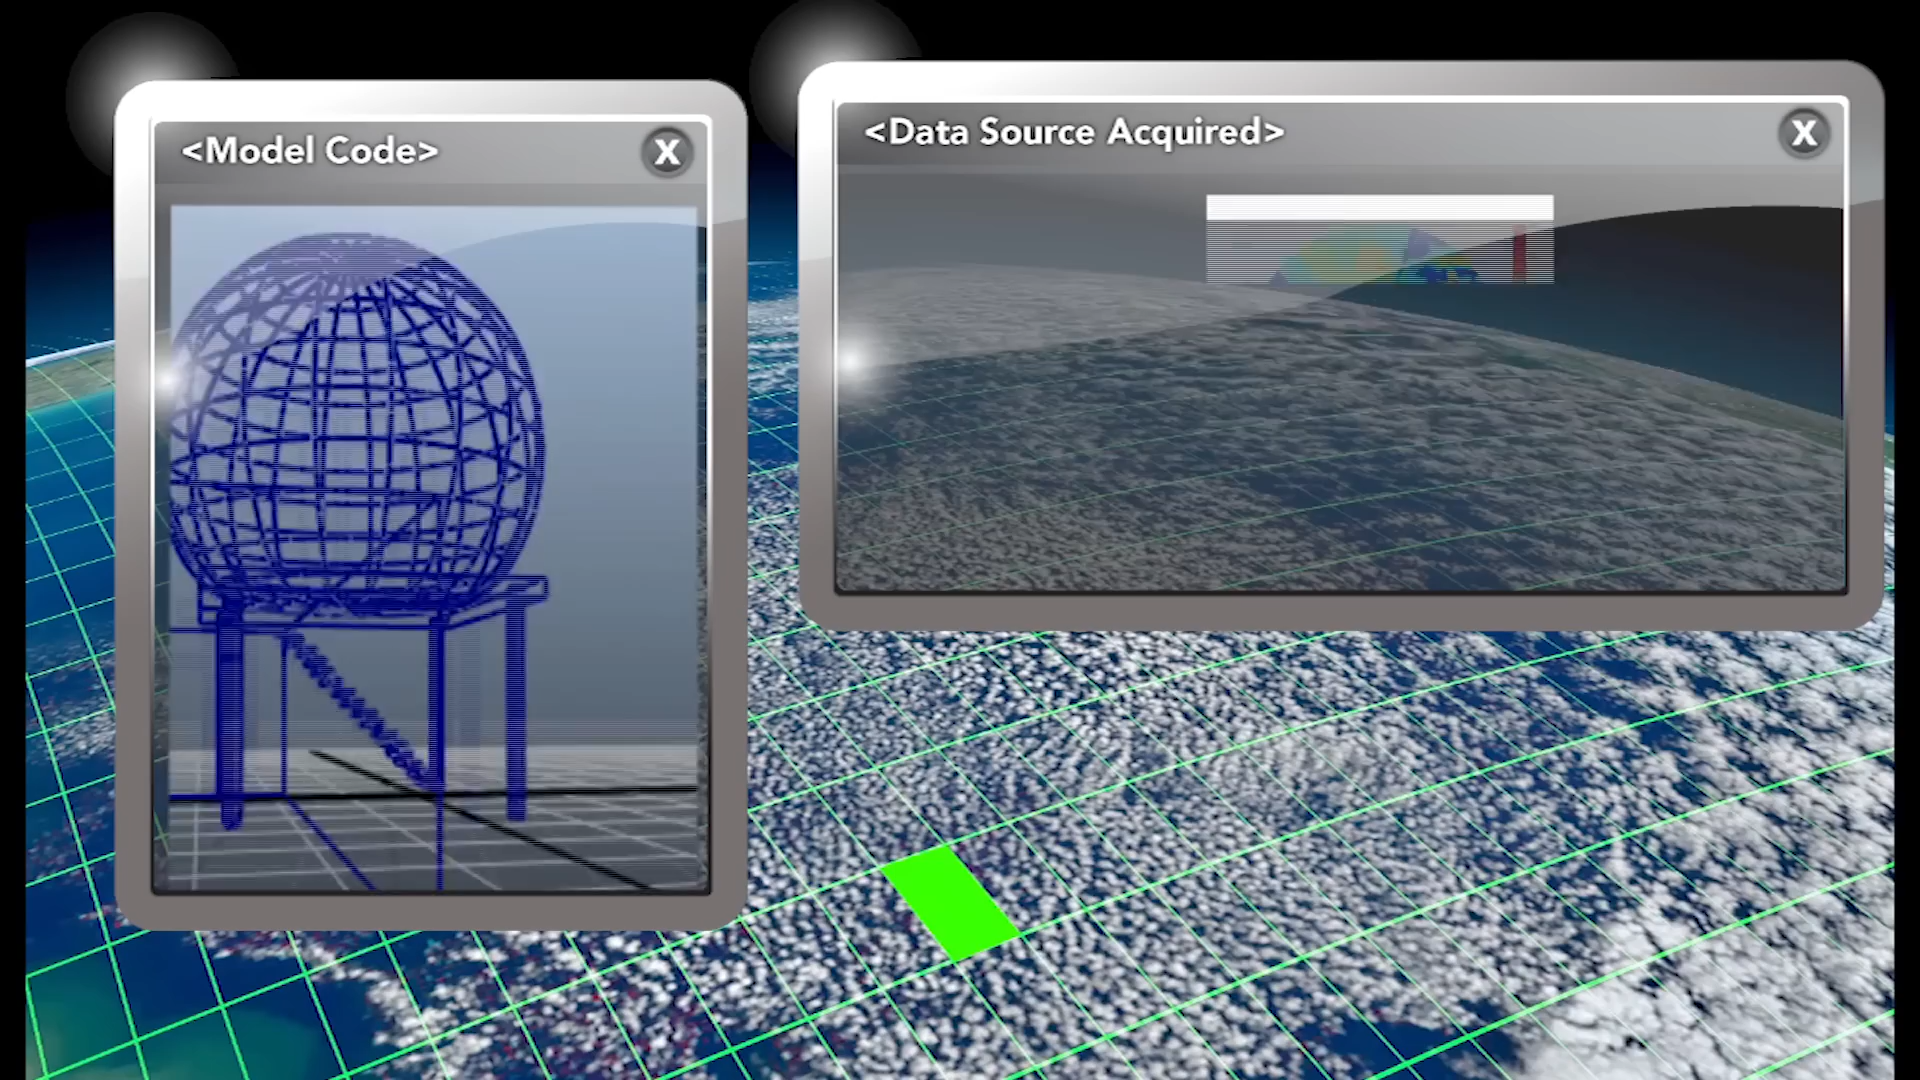 <Model Code>
X
<Data Source Acquired>
X